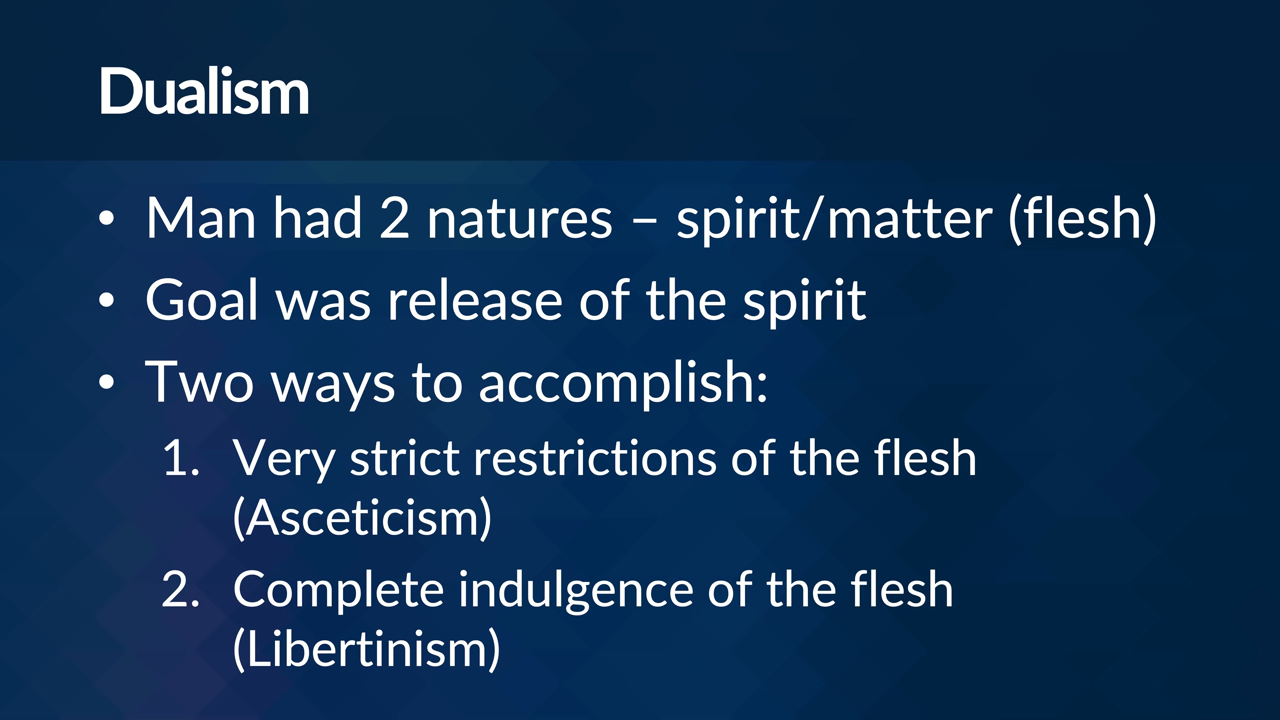 Dualism
• Man had 2 natures – spirit/matter (flesh)
• Goal was release of the spirit
• Two ways to accomplish:
1. Very strict restrictions of the flesh
(Asceticism)
2. Complete indulgence of the flesh
(Libertinism)